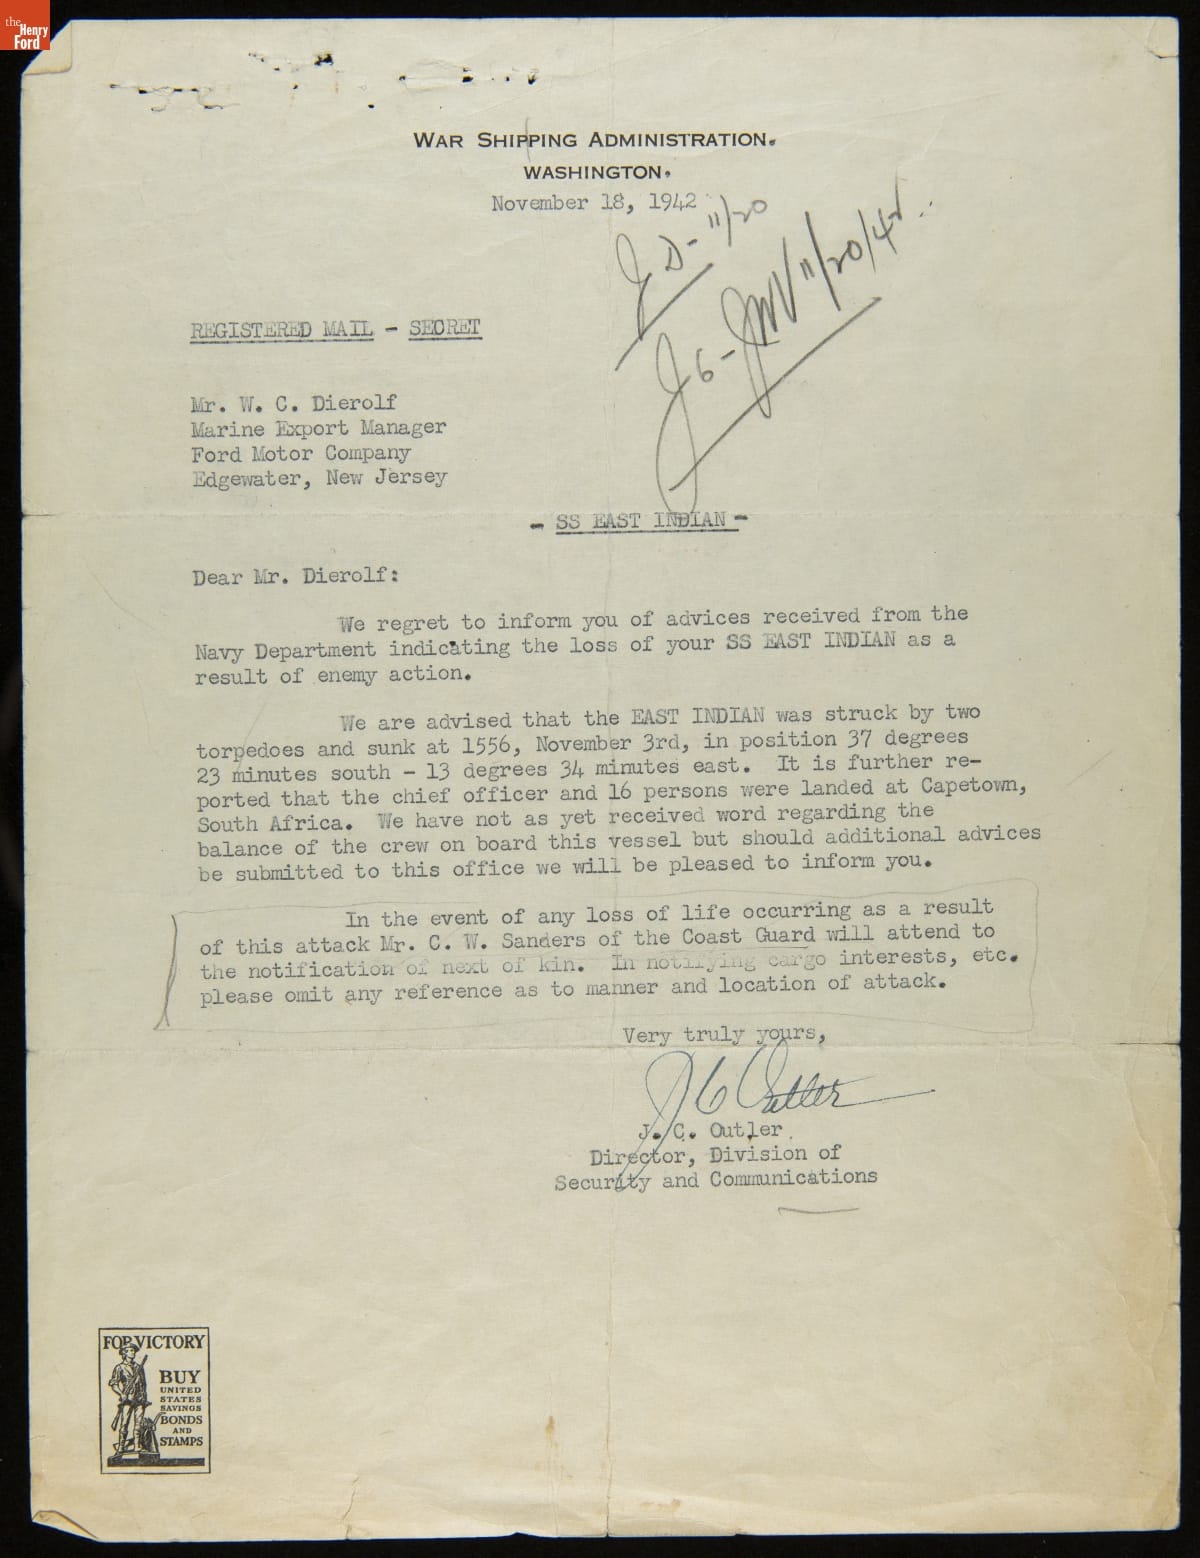 the
Henry
Ford
WAR SHIPPING ADMINISTRATION.
WASHINGTON.
November 18, 1942
J D - 11/20
11/20/42
REGISTERED MAIL - SECRET
Mr. W. C. Dierolf
Marine Export Manager
Ford Motor Company
Edgewater, New Jersey
- SS EAST INDIAN -
Dear Mr. Dierolf:
We regret to inform you of advices received from the
Navy Department indicating the loss of your SS EAST INDIAN as a
result of enemy action.
We are advised that the EAST INDIAN was struck by two
torpedoes and sunk at 1556, November 3rd, in position 37 degrees
23 minutes south - 13 degrees 34 minutes east. It is further re-
ported that the chief officer and 16 persons were landed at Capetown,
South Africa. We have not as yet received word regarding the
balance of the crew on board this vessel but should additional advices
be submitted to this office we will be pleased to inform you.
In the event of any loss of life occurring as a result
of this attack Mr. C. W. Sanders of the Coast Guard will attend to
the notification of next of kin. In notifying cargo interests, etc.
please omit any reference as to manner and location of attack.
Very truly yours,
J C Outler
J. C. Outler
Director, Division of
Security and Communications
FOR VICTORY
BUY
UNITED
STATES
SAVINGS
BONDS
AND
STAMPS